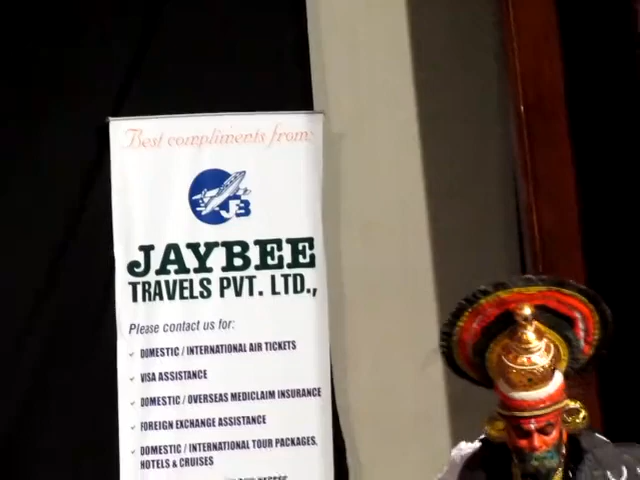 Best compliments from:
JB
JAYBEE
TRAVELS PVT. LTD.,
Please contact us for:
DOMESTIC / INTERNATIONAL AIR TICKETS
VISA ASSISTANCE
DOMESTIC / OVERSEAS MEDICLAIM INSURANCE
FOREIGN EXCHANGE ASSISTANCE
DOMESTIC / INTERNATIONAL TOUR PACKAGES,
HOTELS & CRUISES